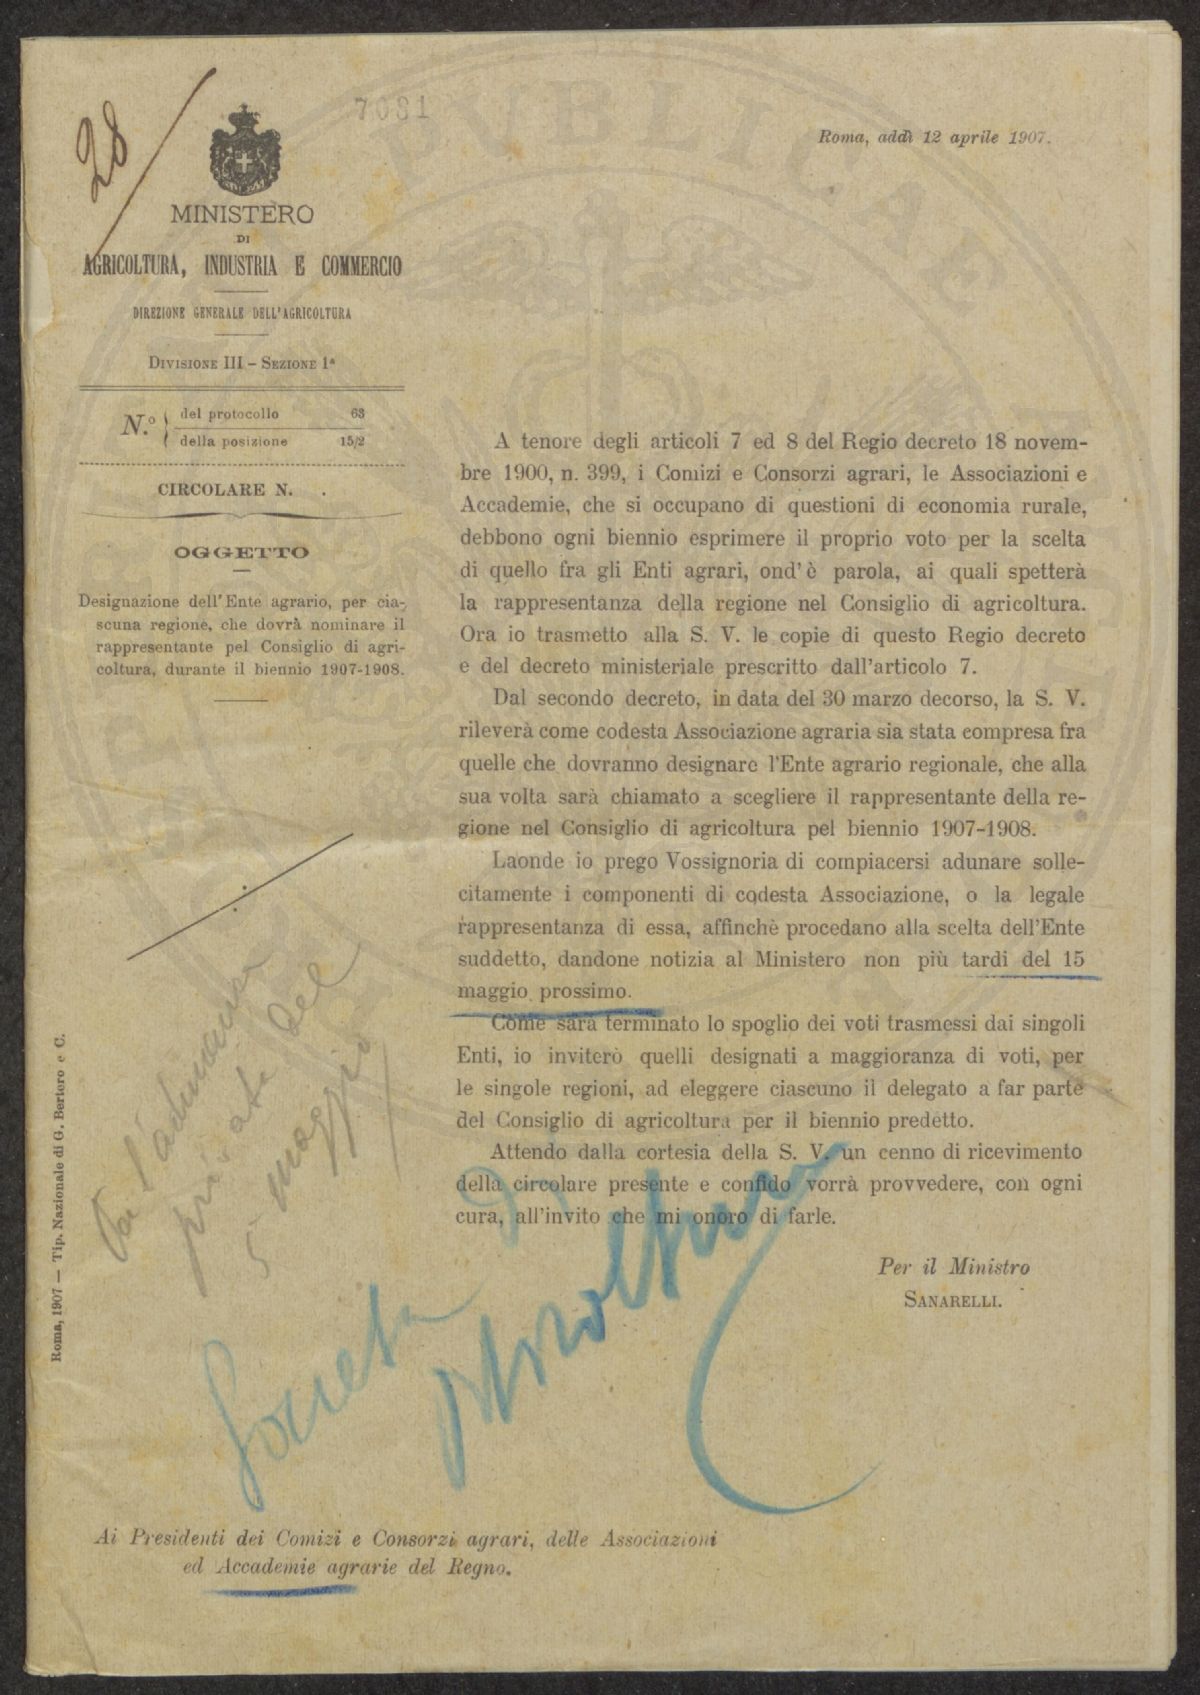 28
7081
Roma, addì 12 aprile 1907.
MINISTERO
DI
AGRICOLTURA, INDUSTRIA E COMMERCIO
DIREZIONE GENERALE DELL'AGRICOLTURA
DIVISIONE III – SEZIONE 1ª
N.º
del protocollo 63
della posizione 15/2
CIRCOLARE N. .
OGGETTO
Designazione dell'Ente agrario, per cia-
scuna regione, che dovrà nominare il
rappresentante pel Consiglio di agri-
coltura, durante il biennio 1907-1908.
A tenore degli articoli 7 ed 8 del Regio decreto 18 novem-
bre 1900, n. 399, i Comizi e Consorzi agrari, le Associazioni e
Accademie, che si occupano di questioni di economia rurale,
debbono ogni biennio esprimere il proprio voto per la scelta
di quello fra gli Enti agrari, ond'è parola, ai quali spetterà
la rappresentanza della regione nel Consiglio di agricoltura.
Ora io trasmetto alla S. V. le copie di questo Regio decreto
e del decreto ministeriale prescritto dall'articolo 7.
Dal secondo decreto, in data del 30 marzo decorso, la S. V.
rileverà come codesta Associazione agraria sia stata compresa fra
quelle che dovranno designare l'Ente agrario regionale, che alla
sua volta sarà chiamato a scegliere il rappresentante della re-
gione nel Consiglio di agricoltura pel biennio 1907-1908.
Laonde io prego Vossignoria di compiacersi adunare solle-
citamente i componenti di codesta Associazione, o la legale
rappresentanza di essa, affinchè procedano alla scelta dell'Ente
suddetto, dandone notizia al Ministero non più tardi del 15
maggio prossimo.
Come sarà terminato lo spoglio dei voti trasmessi dai singoli
Enti, io inviterò quelli designati a maggioranza di voti, per
le singole regioni, ad eleggere ciascuno il delegato a far parte
del Consiglio di agricoltura per il biennio predetto.
Attendo dalla cortesia della S. V. un cenno di ricevimento
della circolare presente e confido vorrà provvedere, con ogni
cura, all'invito che mi onoro di farle.
Per il Ministro
SANARELLI.
l'adunanza
privata del
5 maggio
Società
d'
Ai Presidenti dei Comizi e Consorzi agrari, delle Associazioni
ed Accademie agrarie del Regno.
Roma, 1907 — Tip. Nazionale di G. Bertero e C.